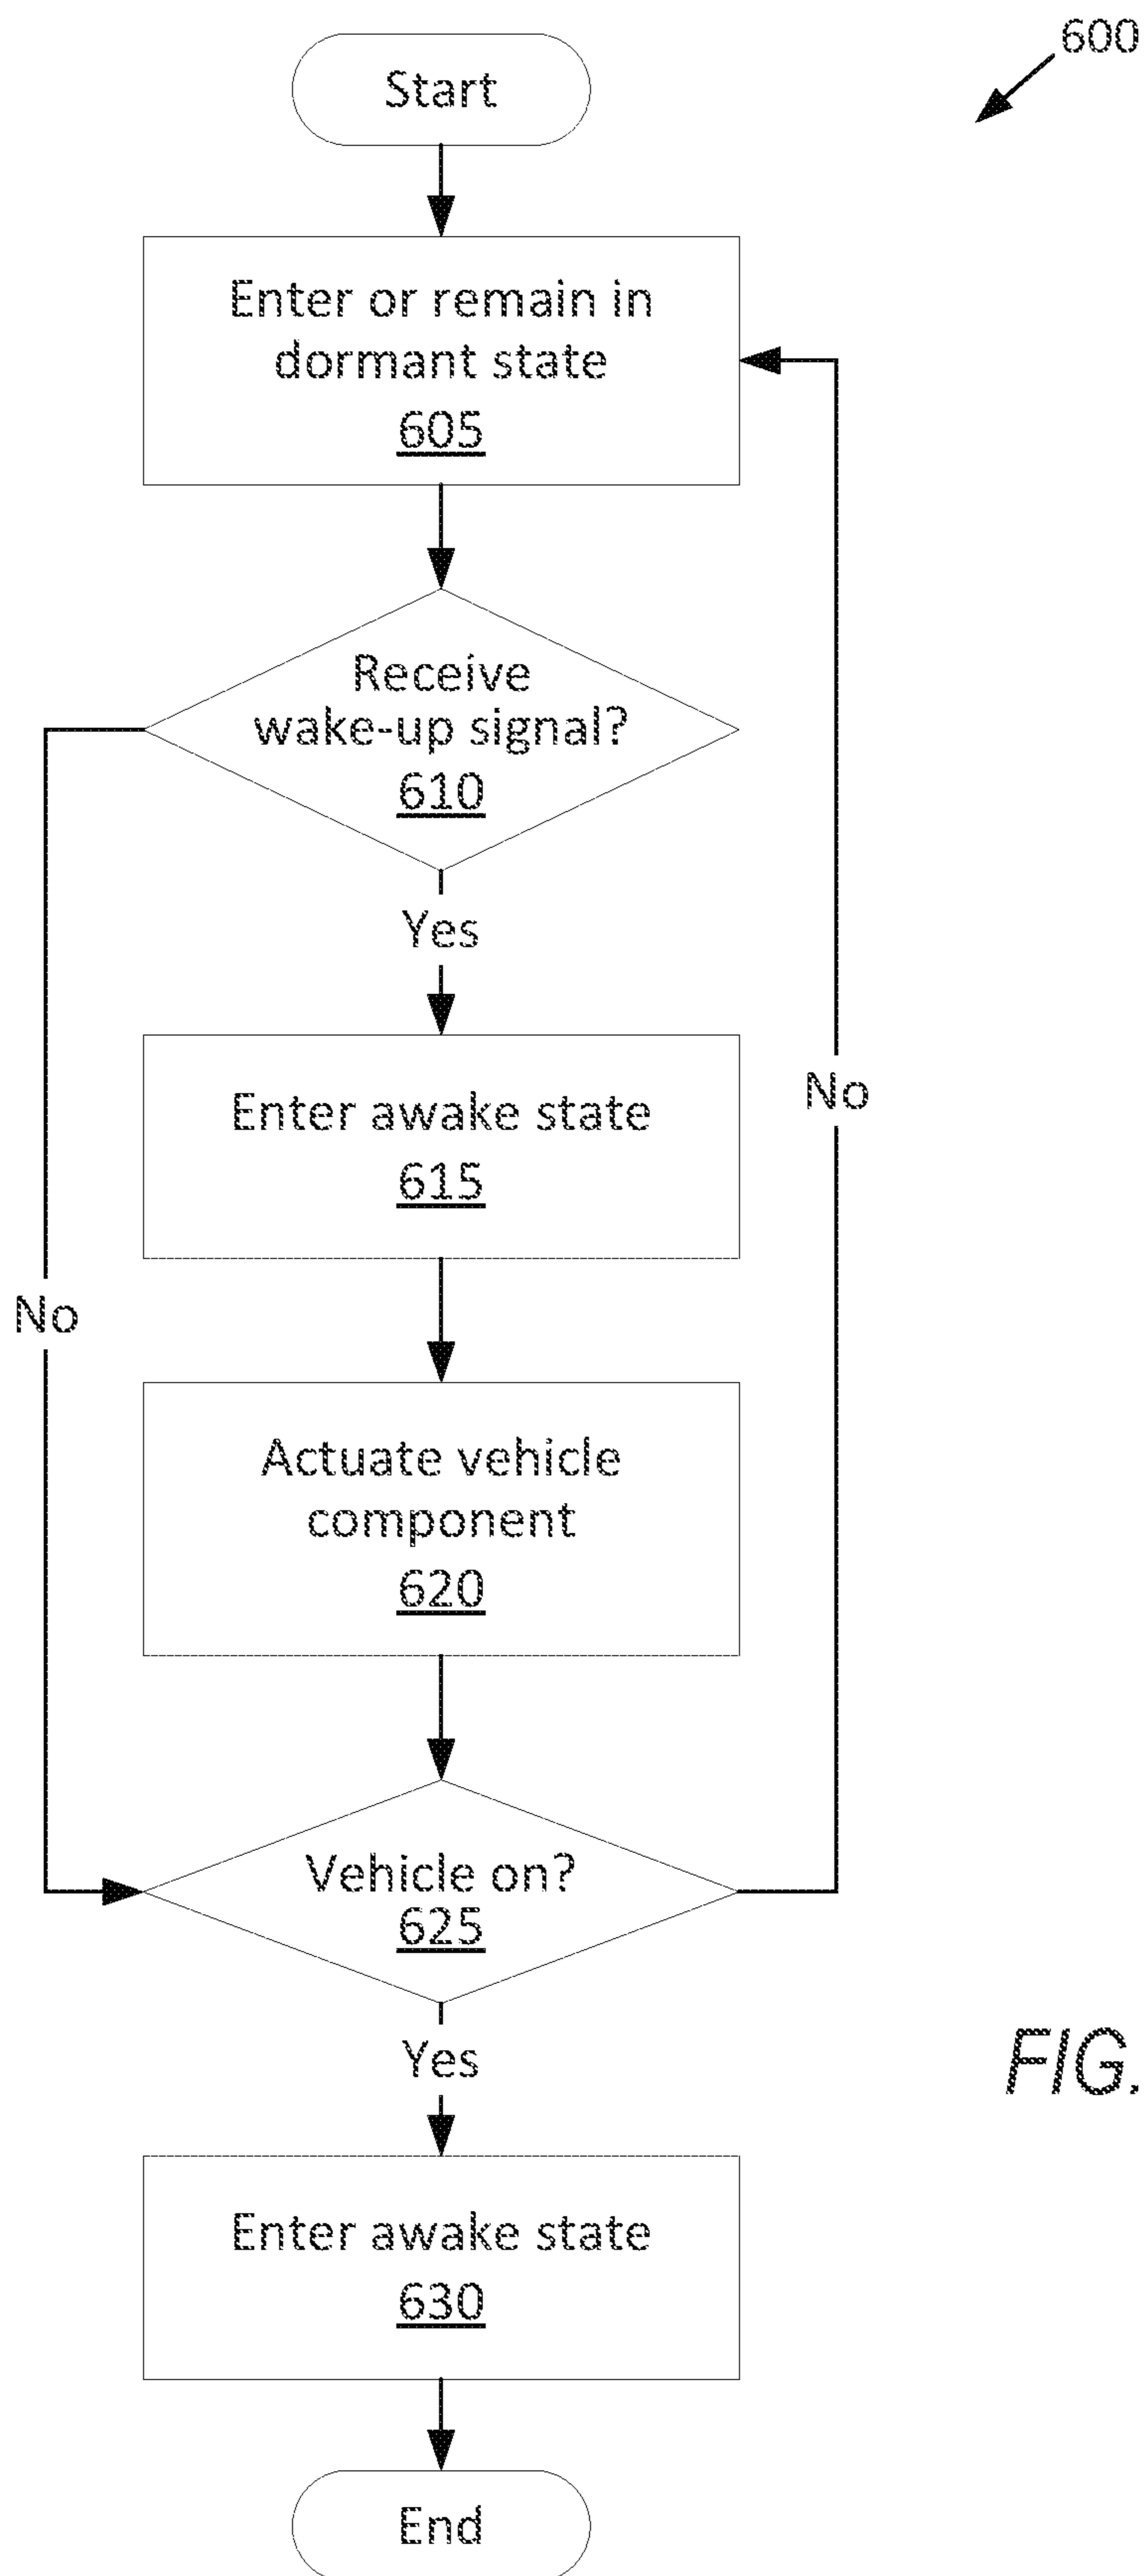 600
Start
Enter or remain in
dormant state
605
Receive
wake-up signal?
610
Yes
Enter awake state
615
No
No
Actuate vehicle
component
620
Vehicle on?
625
Yes
FIG.
Enter awake state
630
End